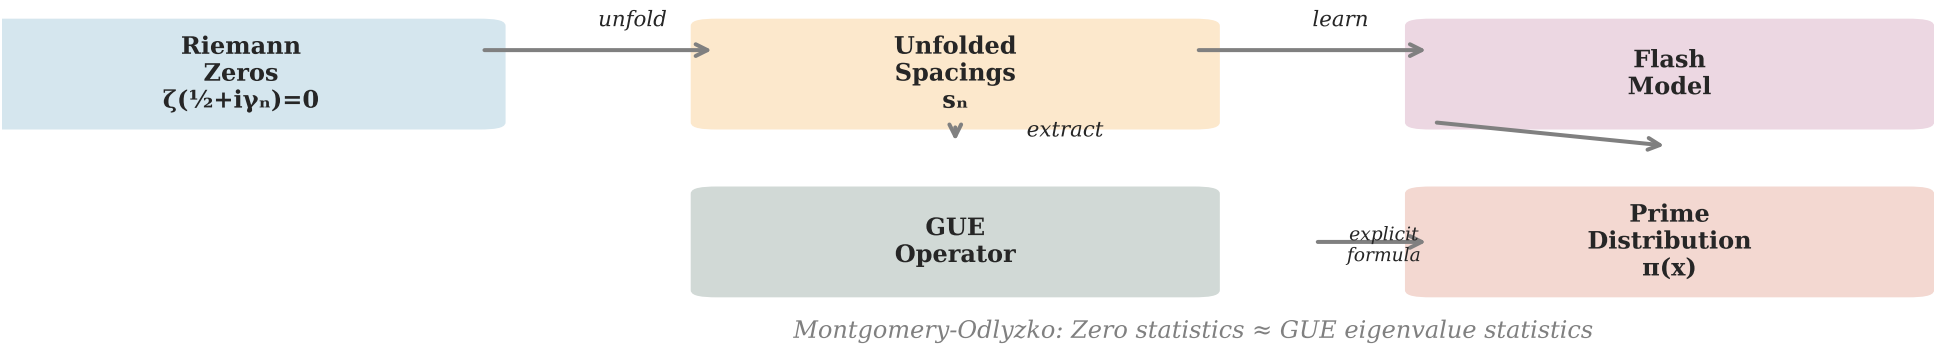 unfold
learn
Riemann
Zeros
ζ(½+iγₙ)=0
Unfolded
Spacings
sₙ
Flash
Model
extract
GUE
Operator
explicit
formula
Prime
Distribution
π(x)
Montgomery-Odlyzko: Zero statistics ≈ GUE eigenvalue statistics